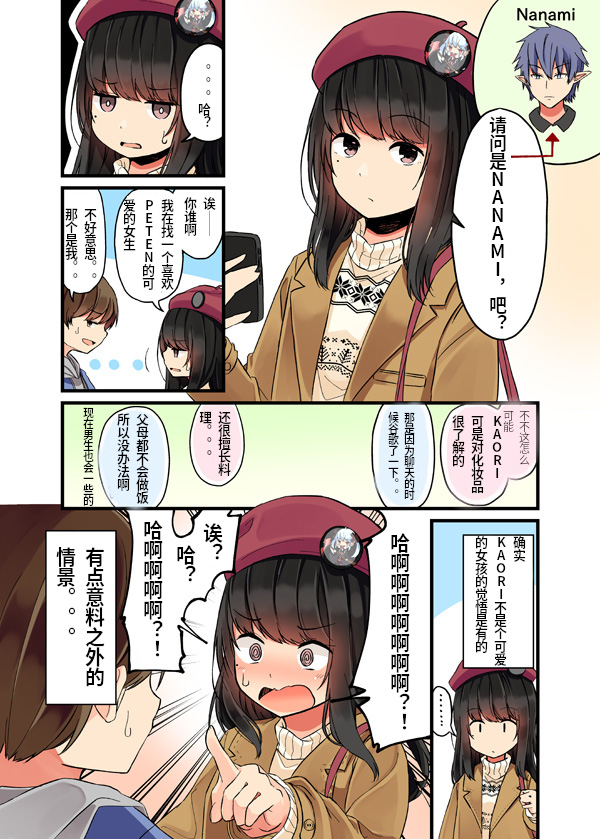 Nanami
请问是NANAMI，吧？
。。。。哈？
诶——
你谁啊
我在找一个喜欢
PETEN的可
爱的女生
不好意思。。
那个是我。。
不不这怎么
可能
KAORI
可是对化妆品
很了解的
那是因为聊天的时
候谷歌了一下。。
还很擅长料
理。。。
父母都不会做饭
所以没办法啊
现在男生也会一些的
确实
KAORI不是个可爱
的女孩的觉悟是有的
………
哈啊啊啊啊啊啊啊？！
诶？
哈？
哈啊啊啊啊？！
有点意料之外的
情景。。。